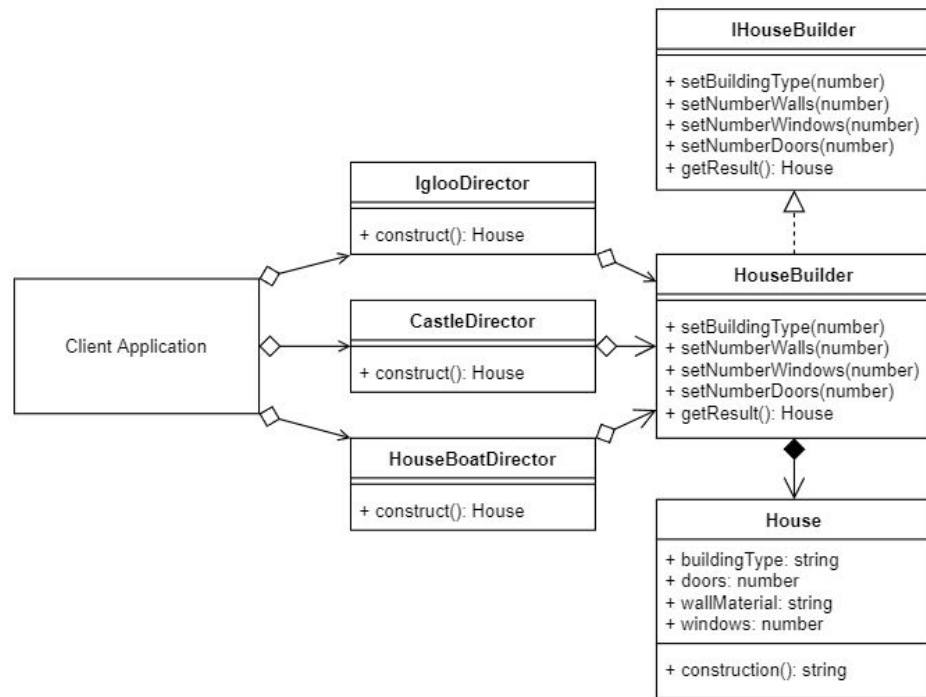 IHouseBuilder
+ setBuildingType(number)
+ setNumberWalls(number)
+ setNumberWindows(number)
+ setNumberDoors(number)
+ getResult(): House
IglooDirector
+ construct(): House
Client Application
CastleDirector
+ construct(): House
HouseBoatDirector
+ construct(): House
HouseBuilder
+ setBuildingType(number)
+ setNumberWalls(number)
+ setNumberWindows(number)
+ setNumberDoors(number)
+ getResult(): House
House
+ buildingType: string
+ doors: number
+ wallMaterial: string
+ windows: number
+ construction(): string